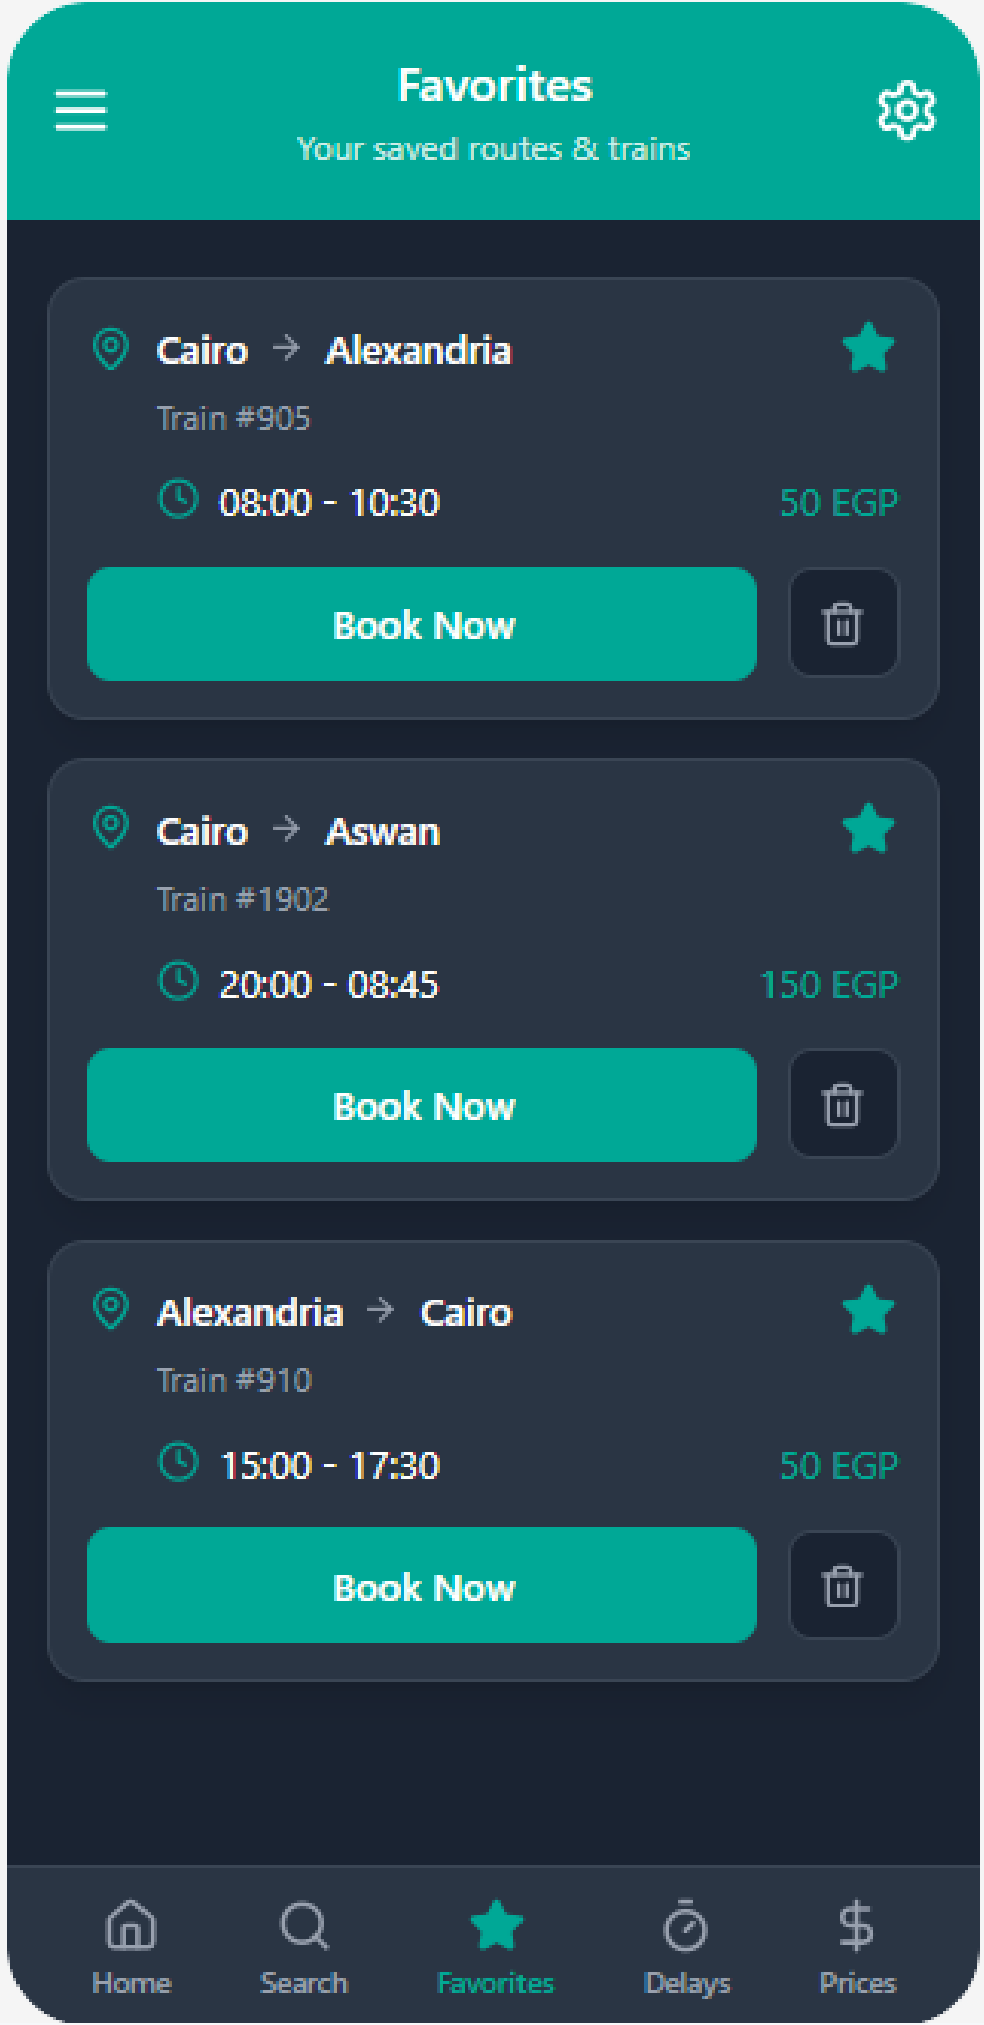 Favorites
Your saved routes & trains
Cairo → Alexandria
Train #905
08:00 - 10:30 50 EGP
Book Now
Cairo → Aswan
Train #1902
20:00 - 08:45 150 EGP
Book Now
Alexandria → Cairo
Train #910
15:00 - 17:30 50 EGP
Book Now
Home Search Favorites Delays Prices